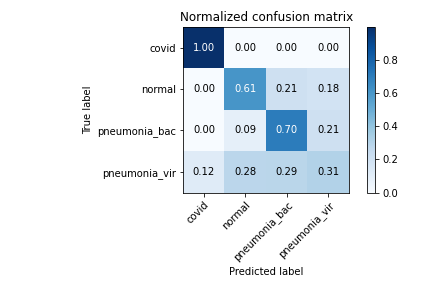 Normalized confusion matrix
covid 1.00 0.00 0.00 0.00
normal 0.00 0.61 0.21 0.18
pneumonia_bac 0.00 0.09 0.70 0.21
pneumonia_vir 0.12 0.28 0.29 0.31
covid normal pneumonia_bac pneumonia_vir
True label
Predicted label
0.8
0.6
0.4
0.2
0.0